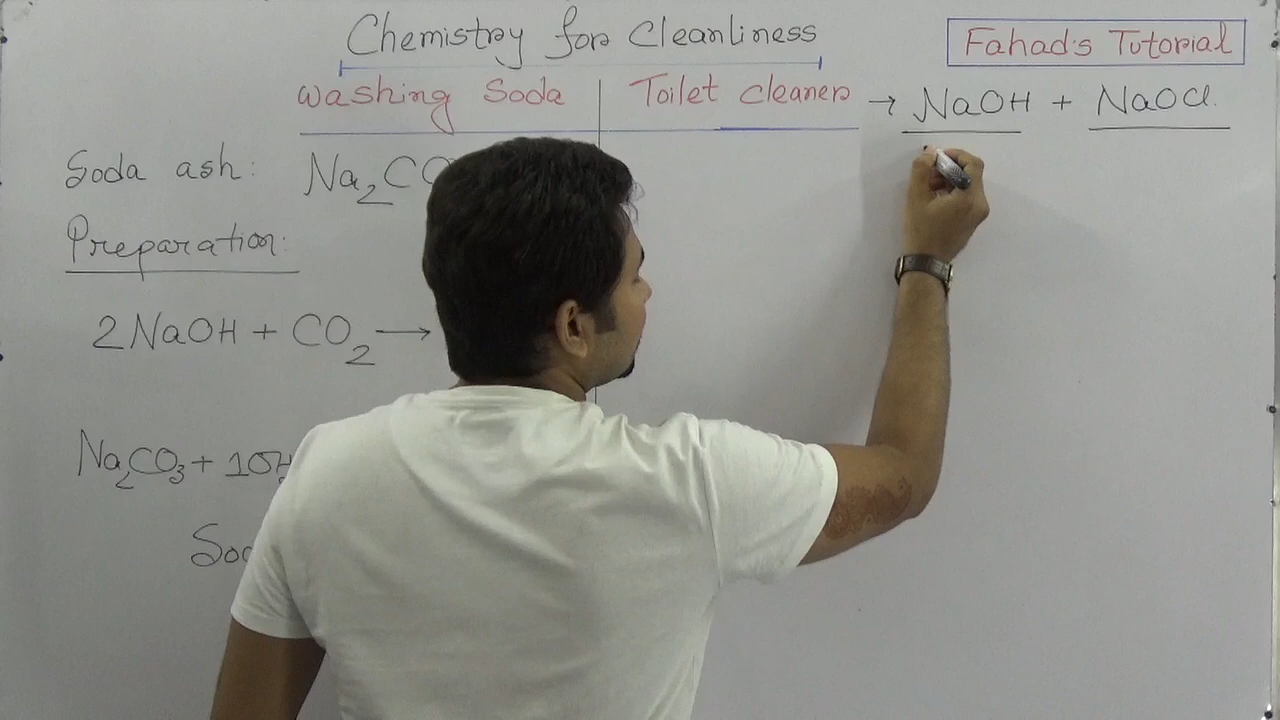 Chemistry for Cleanliness
Fahad's Tutorial
Washing Soda
Toilet cleaner → NaOH + NaOCl.
Soda ash: Na₂CO
Preparation:
2NaOH + CO₂ →
Na₂CO₃ + 10H